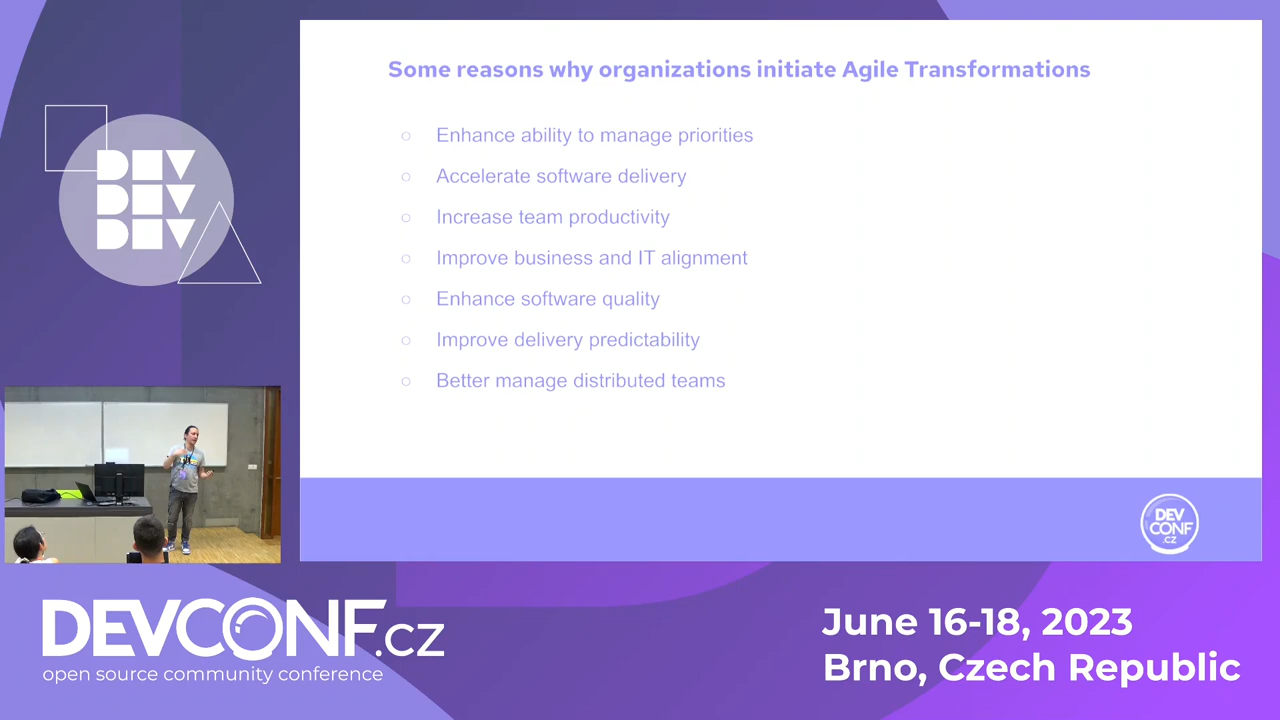 Some reasons why organizations initiate Agile Transformations
○ Enhance ability to manage priorities
○ Accelerate software delivery
○ Increase team productivity
○ Improve business and IT alignment
○ Enhance software quality
○ Improve delivery predictability
○ Better manage distributed teams
DEV
DEV
DEV
DEV
CONF
.CZ
DEVCONF.cz
open source community conference
June 16-18, 2023
Brno, Czech Republic